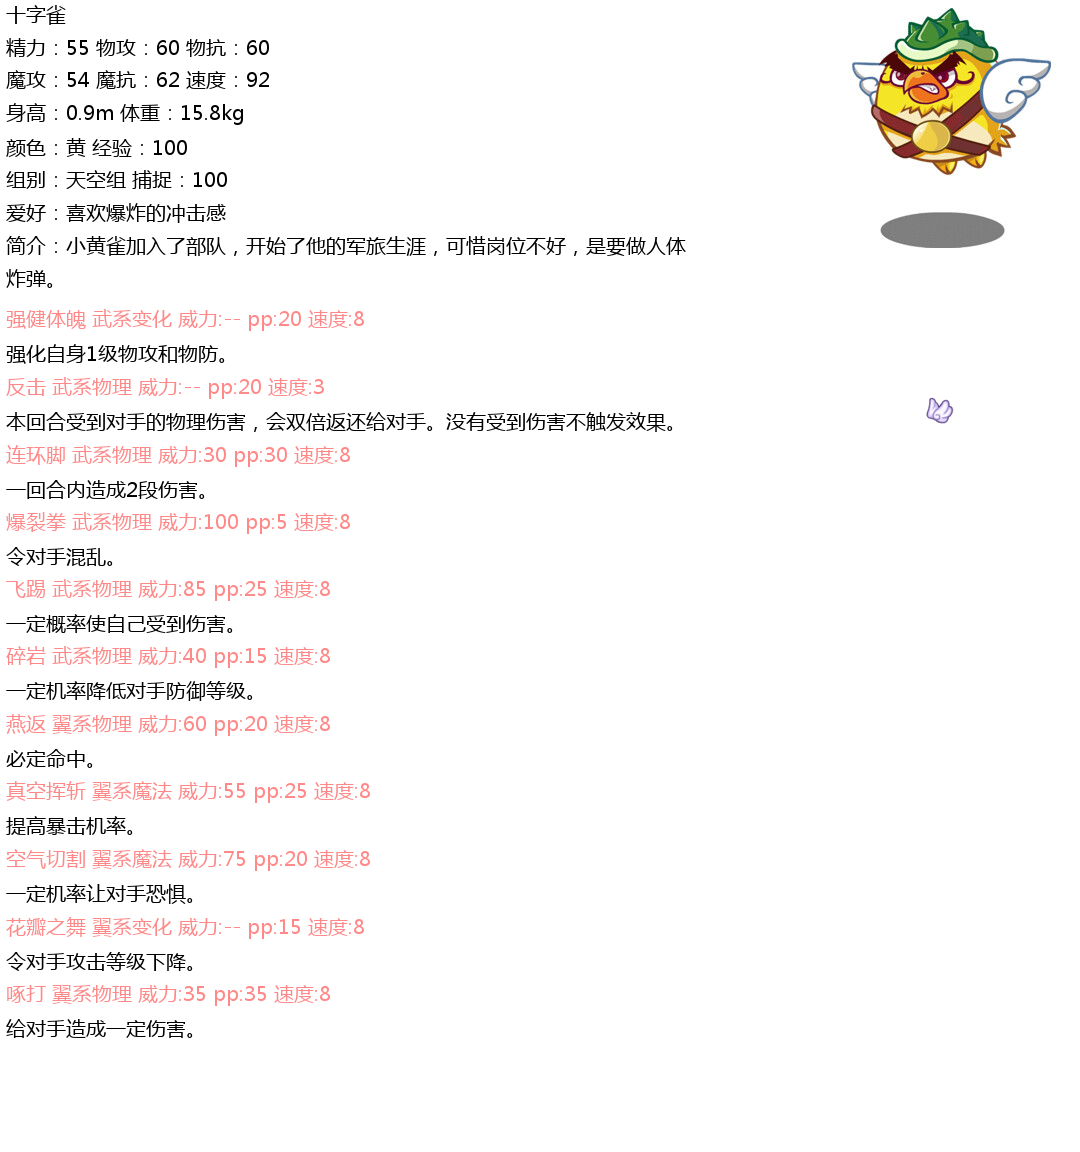 十字雀
精力：55 物攻：60 物抗：60
魔攻：54 魔抗：62 速度：92
身高：0.9m 体重：15.8kg
颜色：黄 经验：100
组别：天空组 捕捉：100
爱好：喜欢爆炸的冲击感
简介：小黄雀加入了部队，开始了他的军旅生涯，可惜岗位不好，是要做人体
炸弹。
强健体魄 武系变化 威力:-- pp:20 速度:8
强化自身1级物攻和物防。
反击 武系物理 威力:-- pp:20 速度:3
本回合受到对手的物理伤害，会双倍返还给对手。没有受到伤害不触发效果。
连环脚 武系物理 威力:30 pp:30 速度:8
一回合内造成2段伤害。
爆裂拳 武系物理 威力:100 pp:5 速度:8
令对手混乱。
飞踢 武系物理 威力:85 pp:25 速度:8
一定概率使自己受到伤害。
碎岩 武系物理 威力:40 pp:15 速度:8
一定机率降低对手防御等级。
燕返 翼系物理 威力:60 pp:20 速度:8
必定命中。
真空挥斩 翼系魔法 威力:55 pp:25 速度:8
提高暴击机率。
空气切割 翼系魔法 威力:75 pp:20 速度:8
一定机率让对手恐惧。
花瓣之舞 翼系变化 威力:-- pp:15 速度:8
令对手攻击等级下降。
啄打 翼系物理 威力:35 pp:35 速度:8
给对手造成一定伤害。